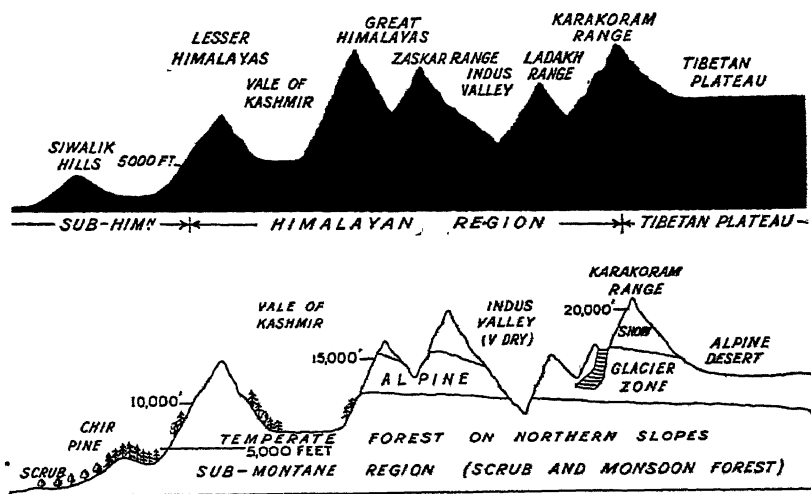 LESSER
HIMALAYAS
GREAT
HIMALAYAS
KARAKORAM
RANGE
ZASKAR RANGE
LADAKH
RANGE
TIBETAN
PLATEAU
VALE OF
KASHMIR
INDUS
VALLEY
SIWALIK
HILLS
5000 FT.
SUB-HIMN
HIMALAYAN REGION
TIBETAN PLATEAU
KARAKORAM
RANGE
VALE OF
KASHMIR
INDUS
VALLEY
(V DRY)
20,000'
SNOW
ALPINE
DESERT
15,000'
ALPINE
GLACIER
ZONE
10,000'
CHIR
PINE
TEMPERATE FOREST ON NORTHERN SLOPES
5,000 FEET
SCRUB
SUB-MONTANE REGION (SCRUB AND MONSOON FOREST)